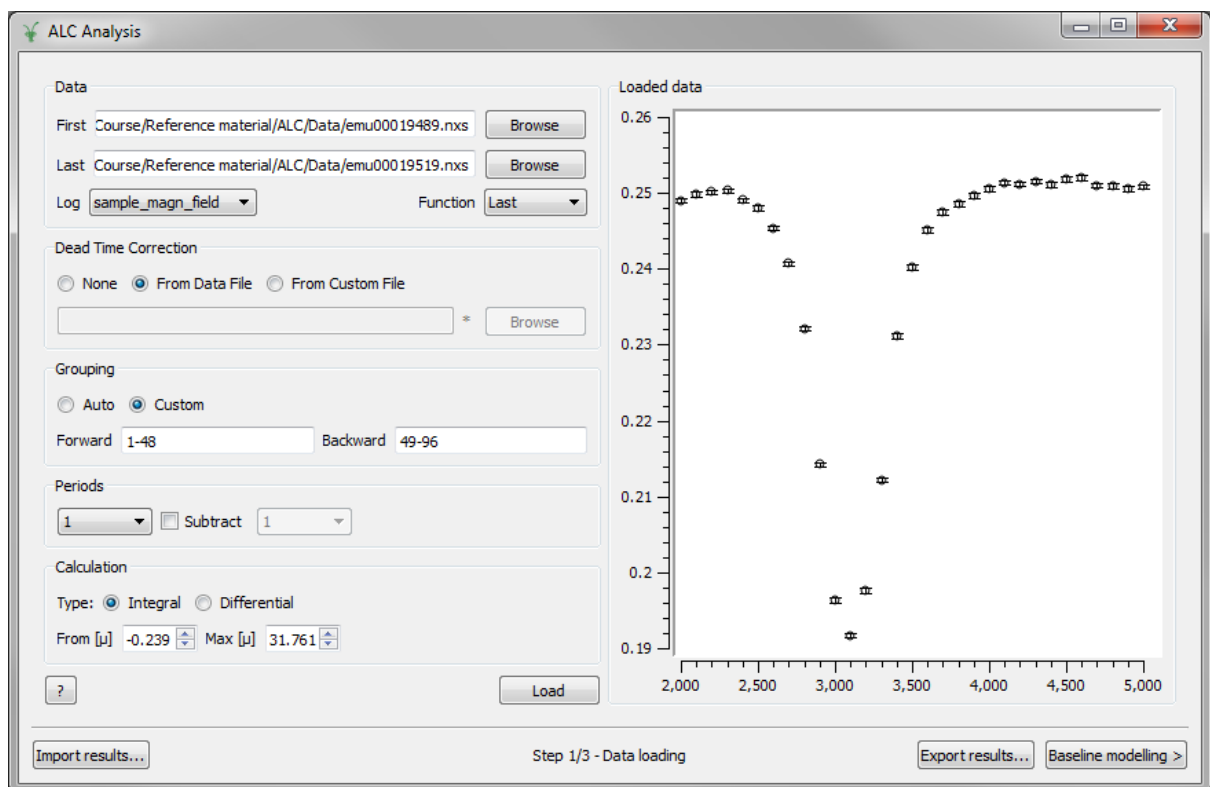 ALC Analysis
Data
First Course/Reference material/ALC/Data/emu00019489.nxs Browse
Last Course/Reference material/ALC/Data/emu00019519.nxs Browse
Log sample_magn_field Function Last
Dead Time Correction
None From Data File From Custom File
* Browse
Grouping
Auto Custom
Forward 1-48 Backward 49-96
Periods
1 Subtract 1
Calculation
Type: Integral Differential
From [µ] -0.239 Max [µ] 31.761
? Load
Loaded data
0.26
0.25
0.24
0.23
0.22
0.21
0.2
0.19
2,000 2,500 3,000 3,500 4,000 4,500 5,000
Import results... Step 1/3 - Data loading Export results... Baseline modelling >